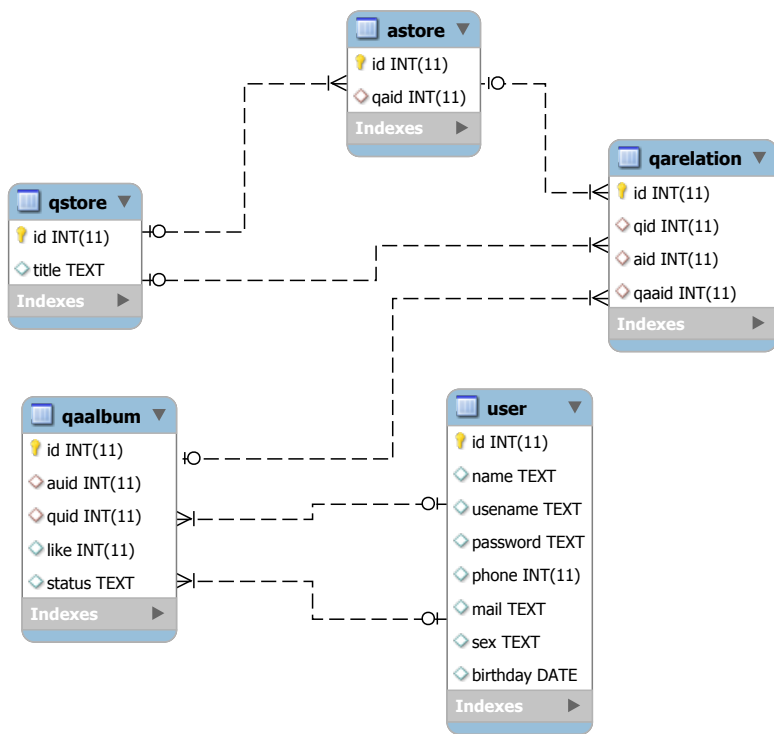 astore
id INT(11)
qaid INT(11)
Indexes
qarelation
id INT(11)
qid INT(11)
aid INT(11)
qaaid INT(11)
Indexes
qstore
id INT(11)
title TEXT
Indexes
qaalbum
id INT(11)
auid INT(11)
quid INT(11)
like INT(11)
status TEXT
Indexes
user
id INT(11)
name TEXT
usename TEXT
password TEXT
phone INT(11)
mail TEXT
sex TEXT
birthday DATE
Indexes